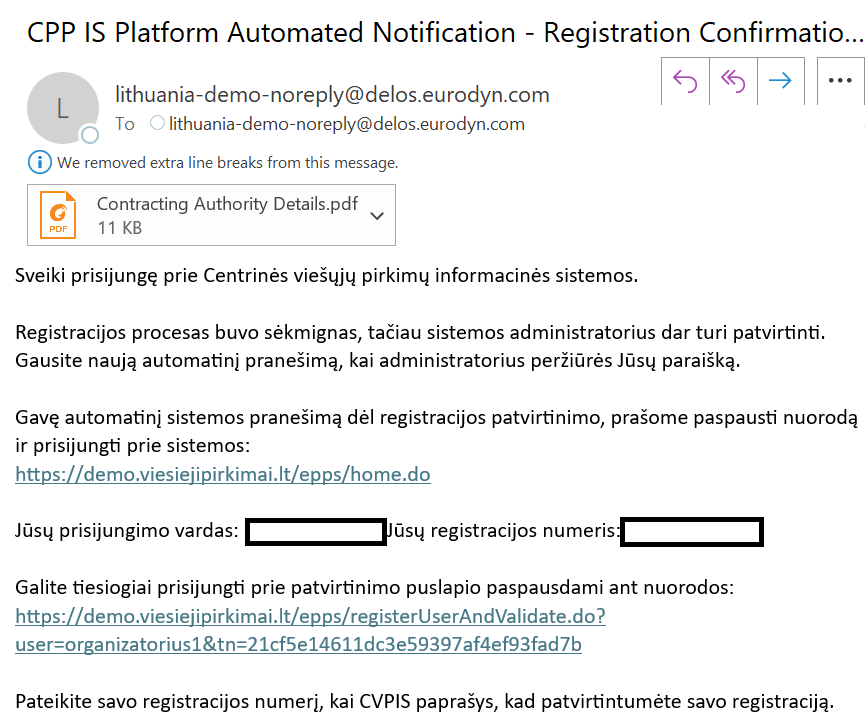 CPP IS Platform Automated Notification - Registration Confirmatio...
L
lithuania-demo-noreply@delos.eurodyn.com
To lithuania-demo-noreply@delos.eurodyn.com
We removed extra line breaks from this message.
Contracting Authority Details.pdf
PDF
11 KB
Sveiki prisijungę prie Centrinės viešųjų pirkimų informacinės sistemos.
Registracijos procesas buvo sėkmignas, tačiau sistemos administratorius dar turi patvirtinti.
Gausite naują automatinį pranešimą, kai administratorius peržiūrės Jūsų paraišką.
Gavę automatinį sistemos pranešimą dėl registracijos patvirtinimo, prašome paspausti nuorodą
ir prisijungti prie sistemos:
https://demo.viesiejipirkimai.lt/epps/home.do
Jūsų prisijungimo vardas: Jūsų registracijos numeris:
Galite tiesiogiai prisijungti prie patvirtinimo puslapio paspausdami ant nuorodos:
https://demo.viesiejipirkimai.lt/epps/registerUserAndValidate.do?
user=organizatorius1&tn=21cf5e14611dc3e59397af4ef93fad7b
Pateikite savo registracijos numerį, kai CVPIS paprašys, kad patvirtintumėte savo registraciją.